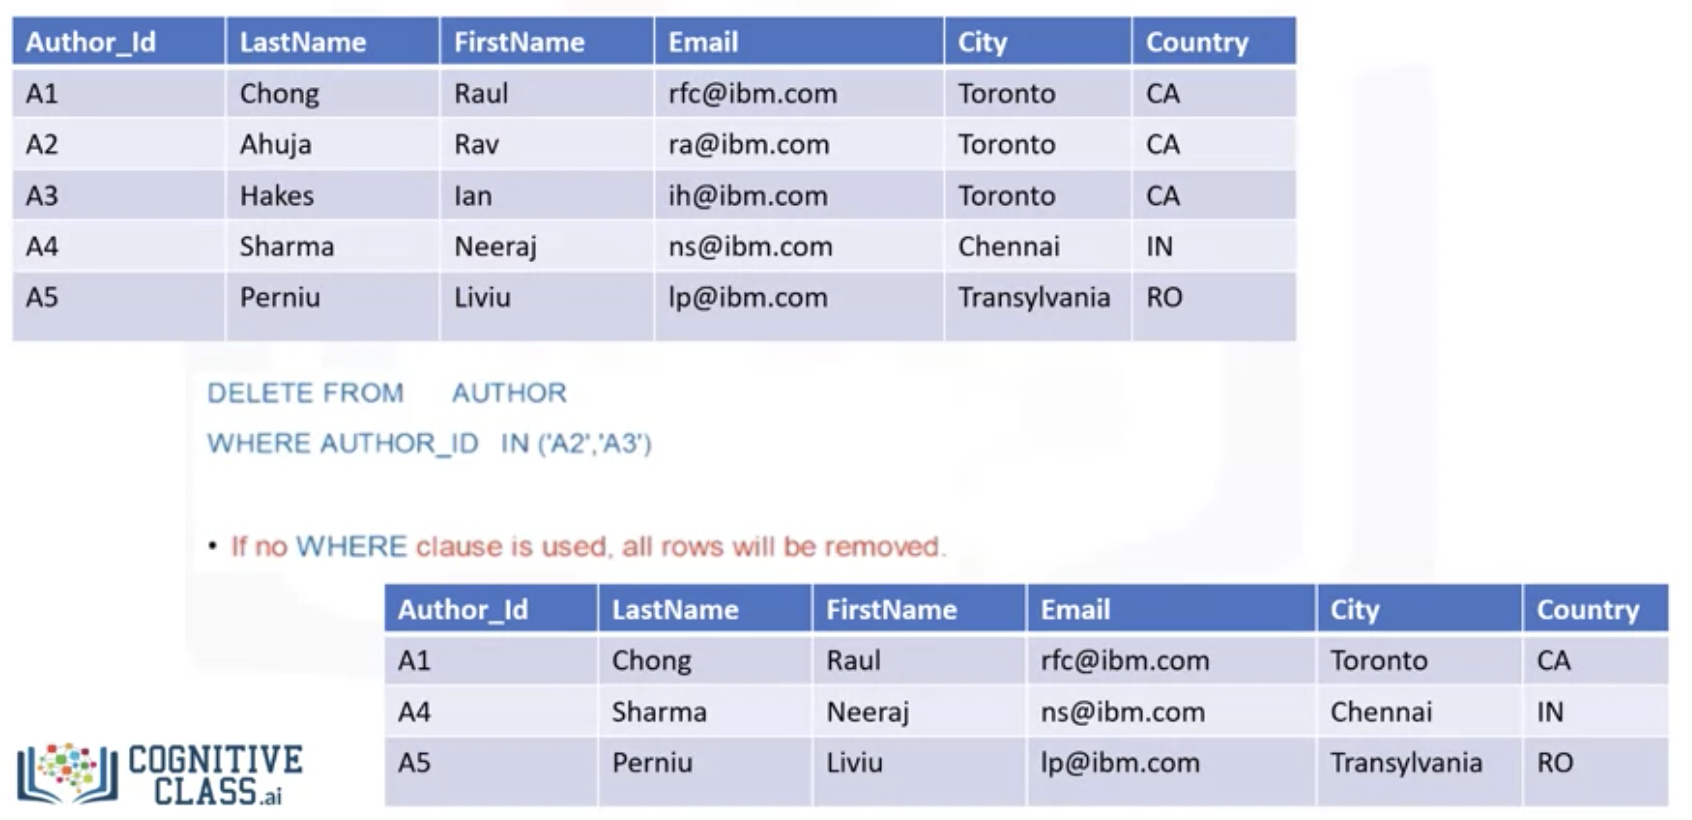 Author_Id LastName FirstName Email City Country
A1 Chong Raul rfc@ibm.com Toronto CA
A2 Ahuja Rav ra@ibm.com Toronto CA
A3 Hakes Ian ih@ibm.com Toronto CA
A4 Sharma Neeraj ns@ibm.com Chennai IN
A5 Perniu Liviu lp@ibm.com Transylvania RO
DELETE FROM AUTHOR
WHERE AUTHOR_ID IN ('A2','A3')
• If no WHERE clause is used, all rows will be removed.
Author_Id LastName FirstName Email City Country
A1 Chong Raul rfc@ibm.com Toronto CA
A4 Sharma Neeraj ns@ibm.com Chennai IN
A5 Perniu Liviu lp@ibm.com Transylvania RO
COGNITIVE
CLASS.ai